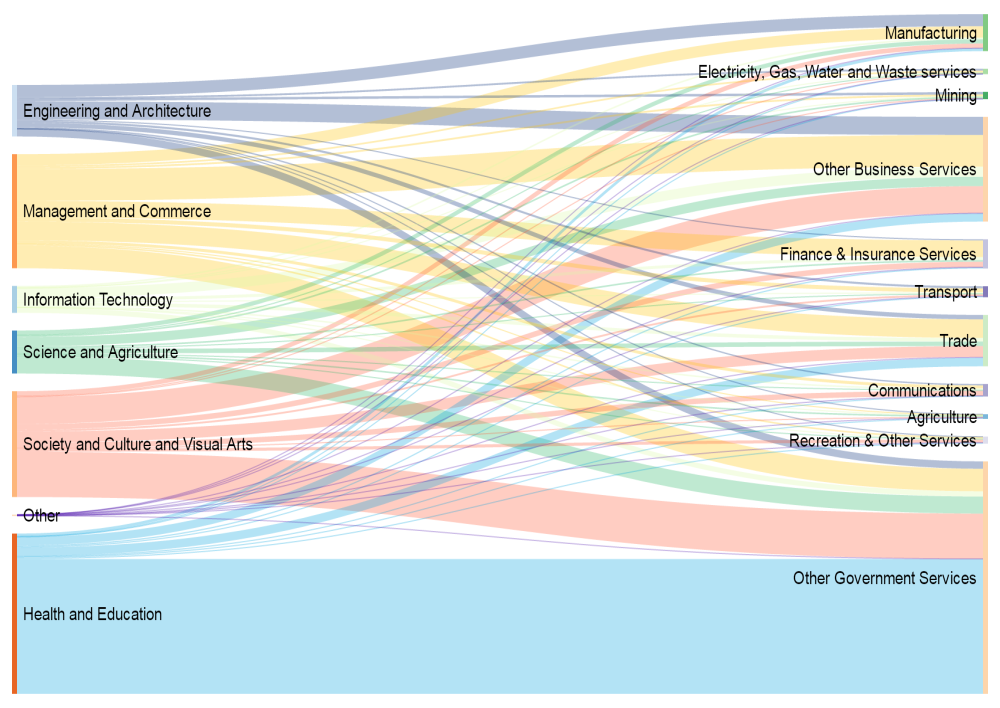 Engineering and Architecture
Management and Commerce
Information Technology
Science and Agriculture
Society and Culture and Visual Arts
Other
Health and Education
Manufacturing
Electricity, Gas, Water and Waste services
Mining
Other Business Services
Finance & Insurance Services
Transport
Trade
Communications
Agriculture
Recreation & Other Services
Other Government Services